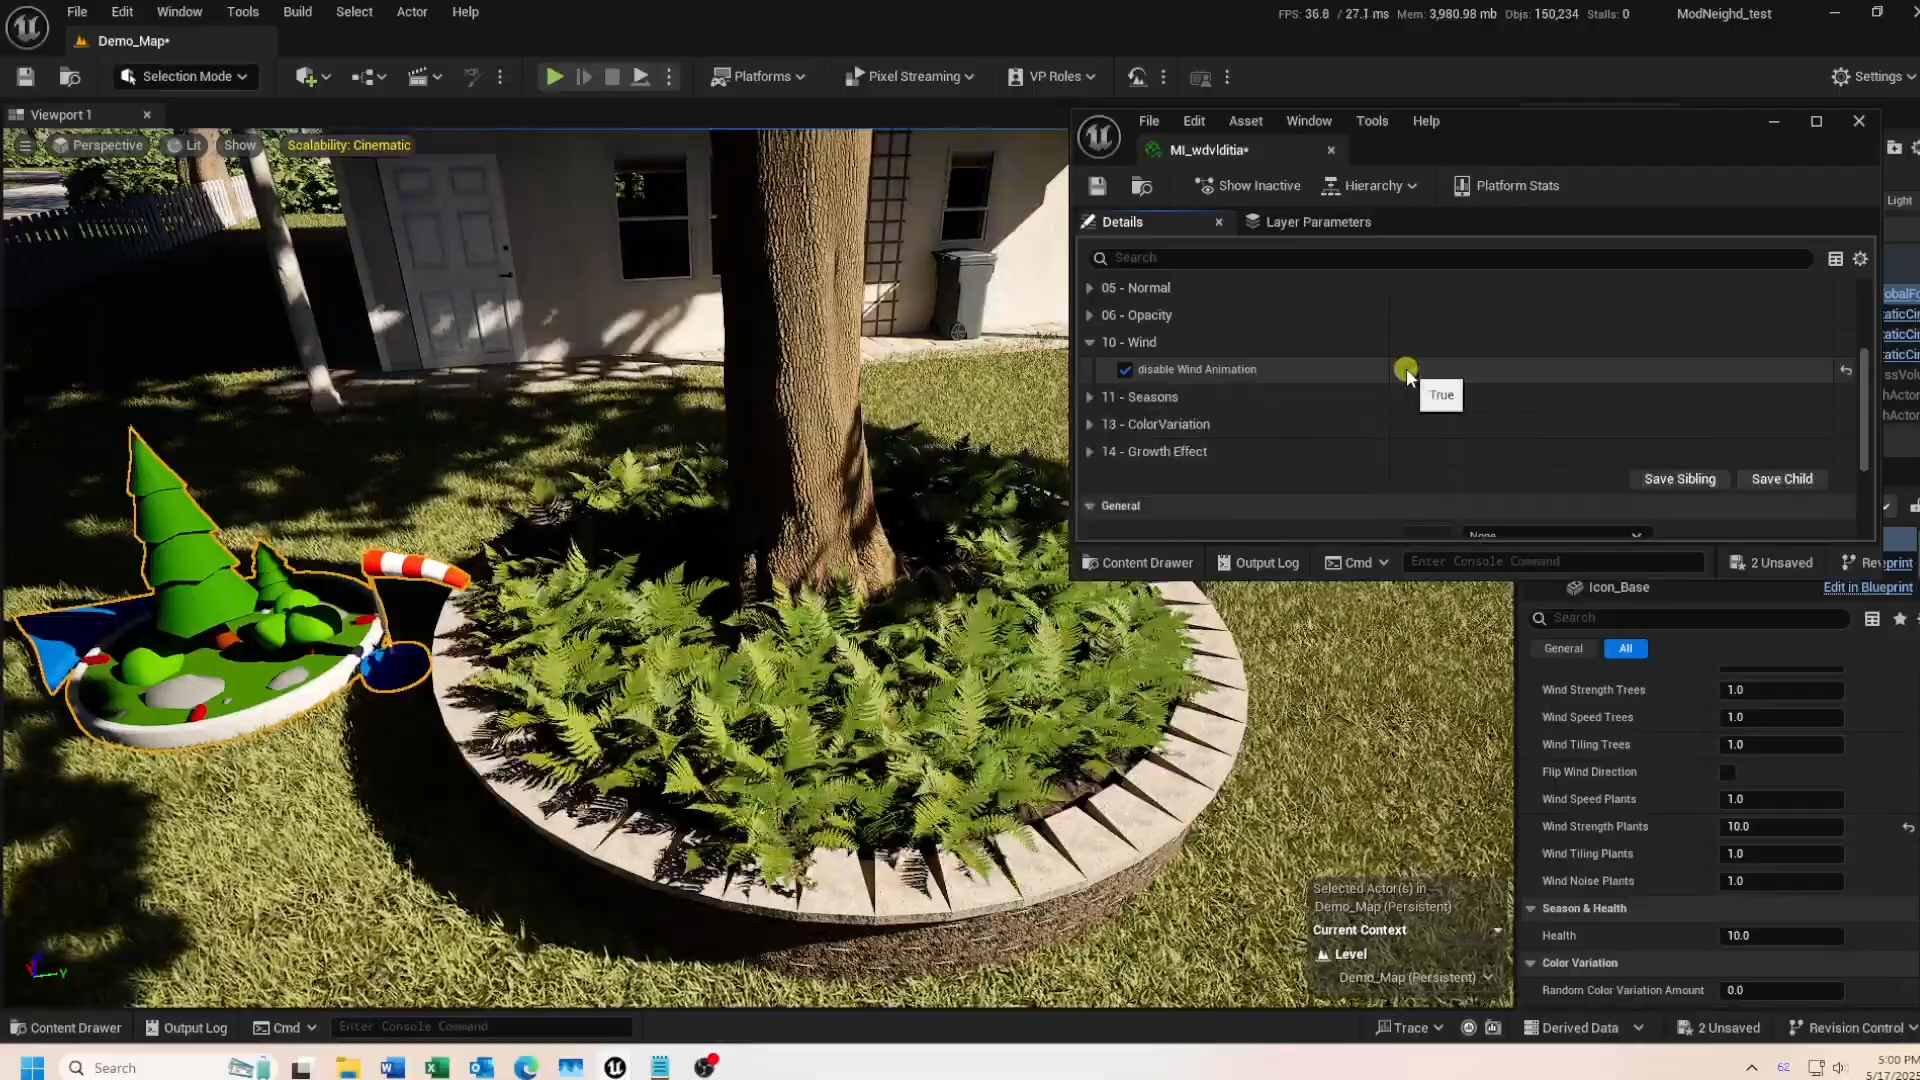 File Edit Window Tools Build Select Actor Help
FPS: 36.8 / 27.1 ms Mem: 3,980.98 mb Objs: 150,234 Stalls: 0
ModNeighd_test
Demo_Map*
Selection Mode
Platforms
Pixel Streaming
VP Roles
Settings
Viewport 1
Perspective
Lit
Show
Scalability: Cinematic
File Edit Asset Window Tools Help
MI_wdvlditia*
Show Inactive
Hierarchy
Platform Stats
Light
Details
Layer Parameters
Search
05 - Normal
06 - Opacity
10 - Wind
disable Wind Animation
True
11 - Seasons
13 - ColorVariation
14 - Growth Effect
Save Sibling
Save Child
General
None
Content Drawer
Output Log
Cmd
Enter Console Command
2 Unsaved
Icon_Base
Edit in Blueprint
Search
General
All
Wind Strength Trees 1.0
Wind Speed Trees 1.0
Wind Tiling Trees 1.0
Flip Wind Direction
Wind Speed Plants 1.0
Wind Strength Plants 10.0
Wind Tiling Plants 1.0
Wind Noise Plants 1.0
Season & Health
Health 10.0
Color Variation
Random Color Variation Amount 0.0
Selected Actor(s) in
Demo_Map (Persistent)
Current Context
Level
Demo_Map (Persistent)
Content Drawer
Output Log
Cmd
Enter Console Command
Trace
Derived Data
2 Unsaved
Revision Control
Search
62
5:00 PM